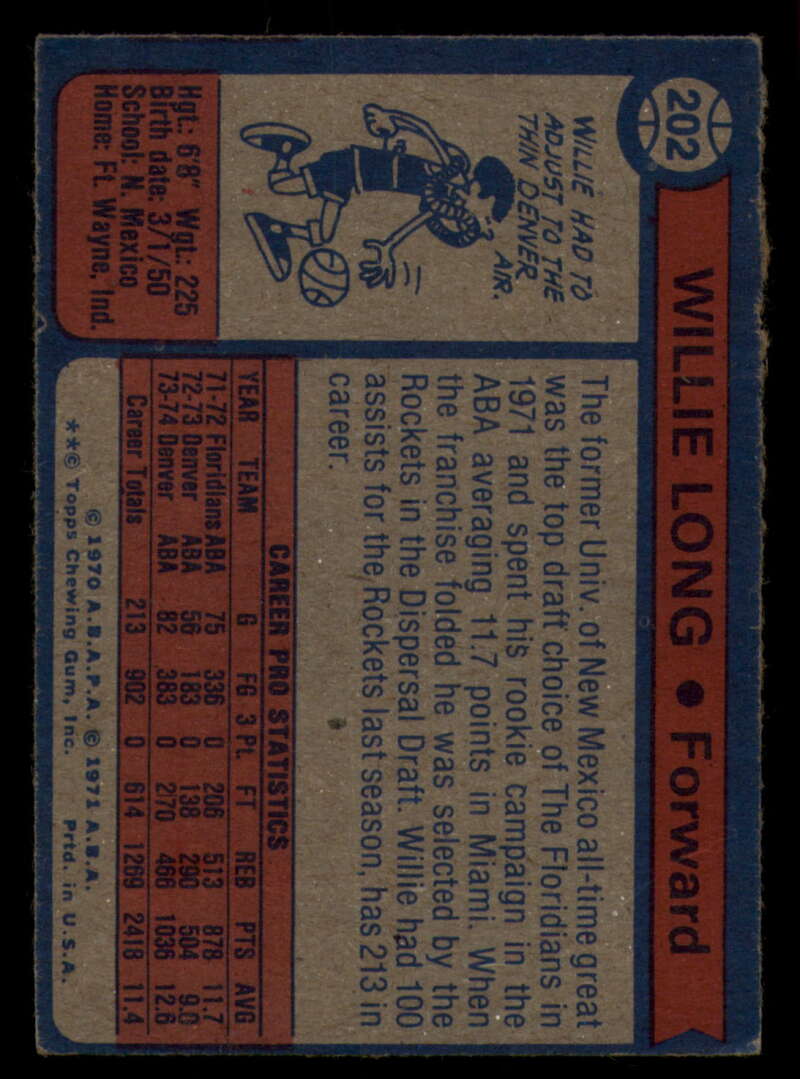 202
WILLIE LONG • Forward
WILLIE HAD TO
ADJUST TO THE
THIN DENVER
AIR.
Hgt.: 6'8" Wgt.: 225
Birth date: 3/1/50
School: N. Mexico
Home: Ft. Wayne, Ind.
The former Univ. of New Mexico all-time great
was the top draft choice of The Floridians in
1971 and spent his rookie campaign in the
ABA averaging 11.7 points in Miami. When
the franchise folded he was selected by the
Rockets in the Dispersal Draft. Willie had 100
assists for the Rockets last season, has 213 in
career.
CAREER PRO STATISTICS
YEAR TEAM G FG 3 Pt. FT REB PTS AVG
71-72 Floridians ABA 75 336 0 206 513 878 11.7
72-73 Denver ABA 56 183 0 138 290 504 9.0
73-74 Denver ABA 82 383 0 270 466 1036 12.6
Career Totals 213 902 0 614 1269 2418 11.4
© 1970 A.B.A.P.A. © 1971 A.B.A.
**© Topps Chewing Gum, Inc. Prtd. in U.S.A.